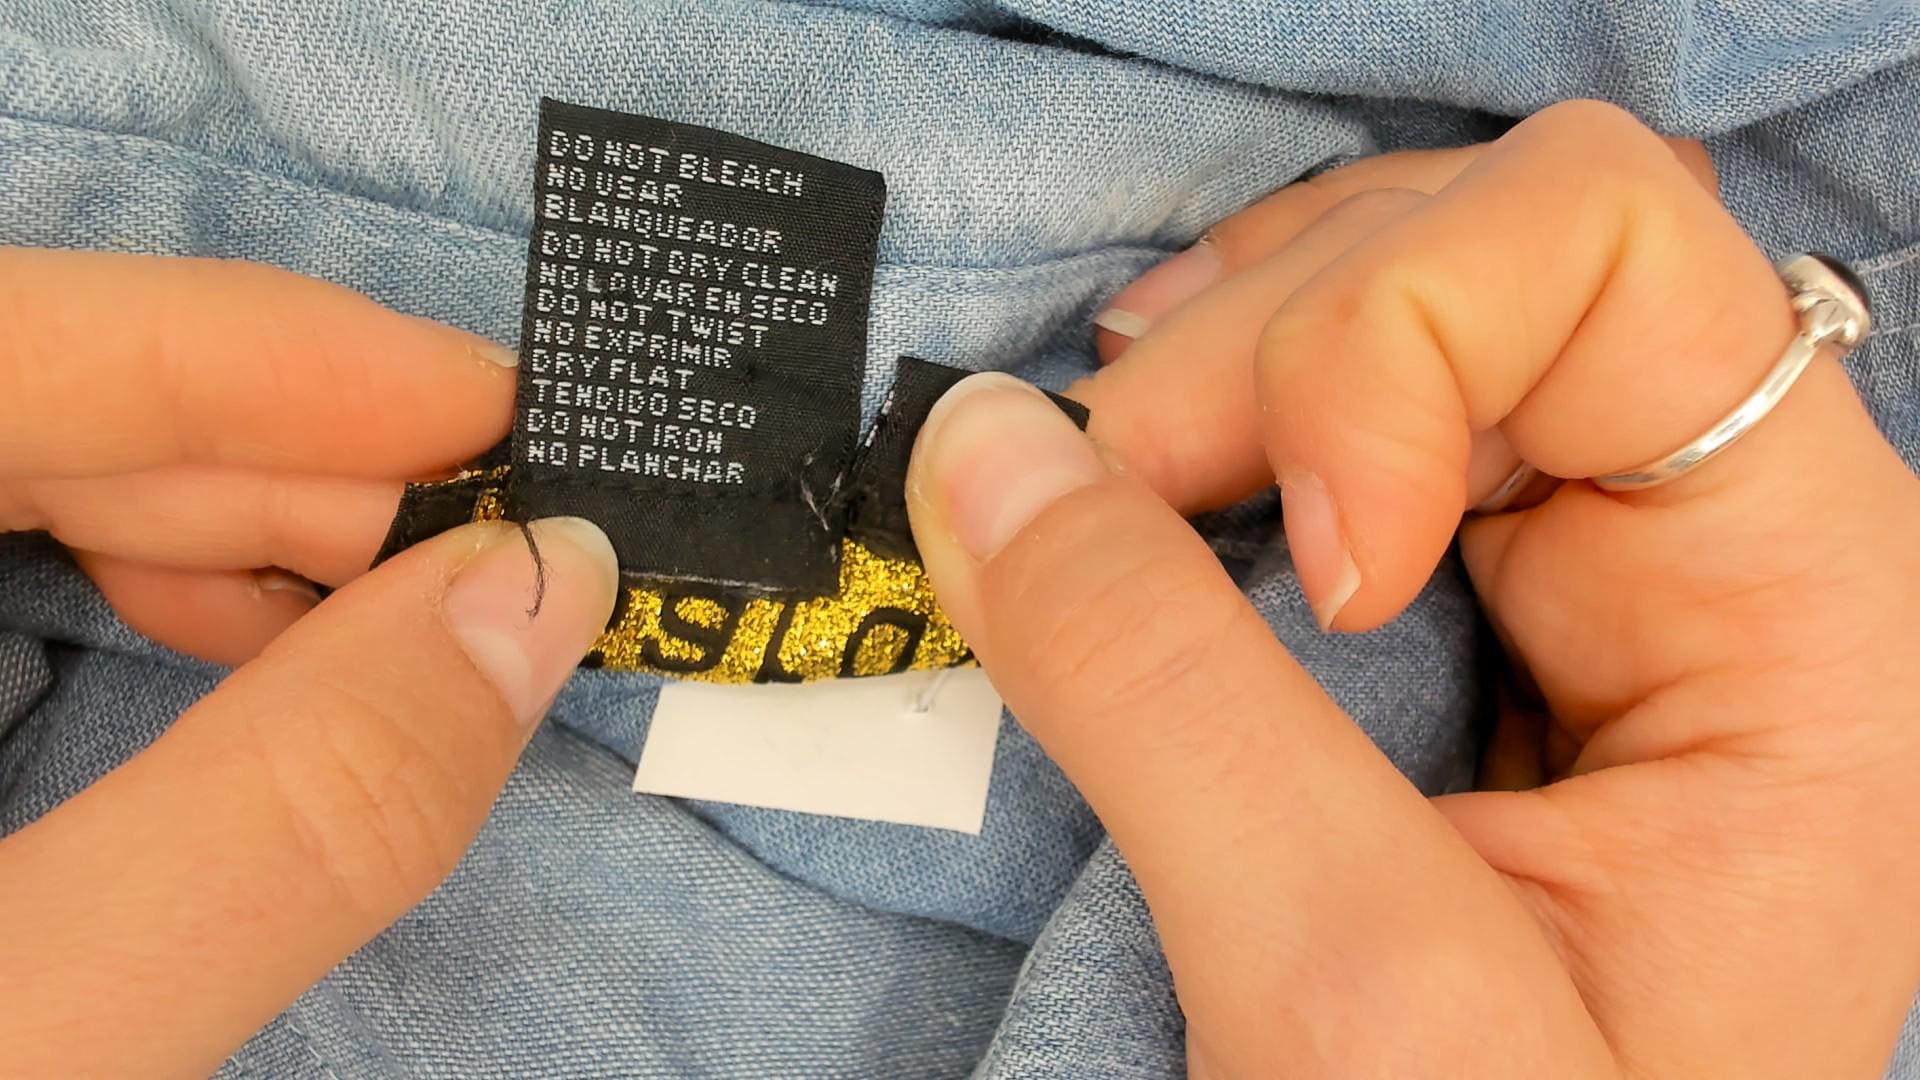 DO NOT BLEACH
NO USAR
BLANQUEADOR
DO NOT DRY CLEAN
NO LAVAR EN SECO
DO NOT TWIST
NO EXPRIMIR
DRY FLAT
TENDIDO SECO
DO NOT IRON
NO PLANCHAR